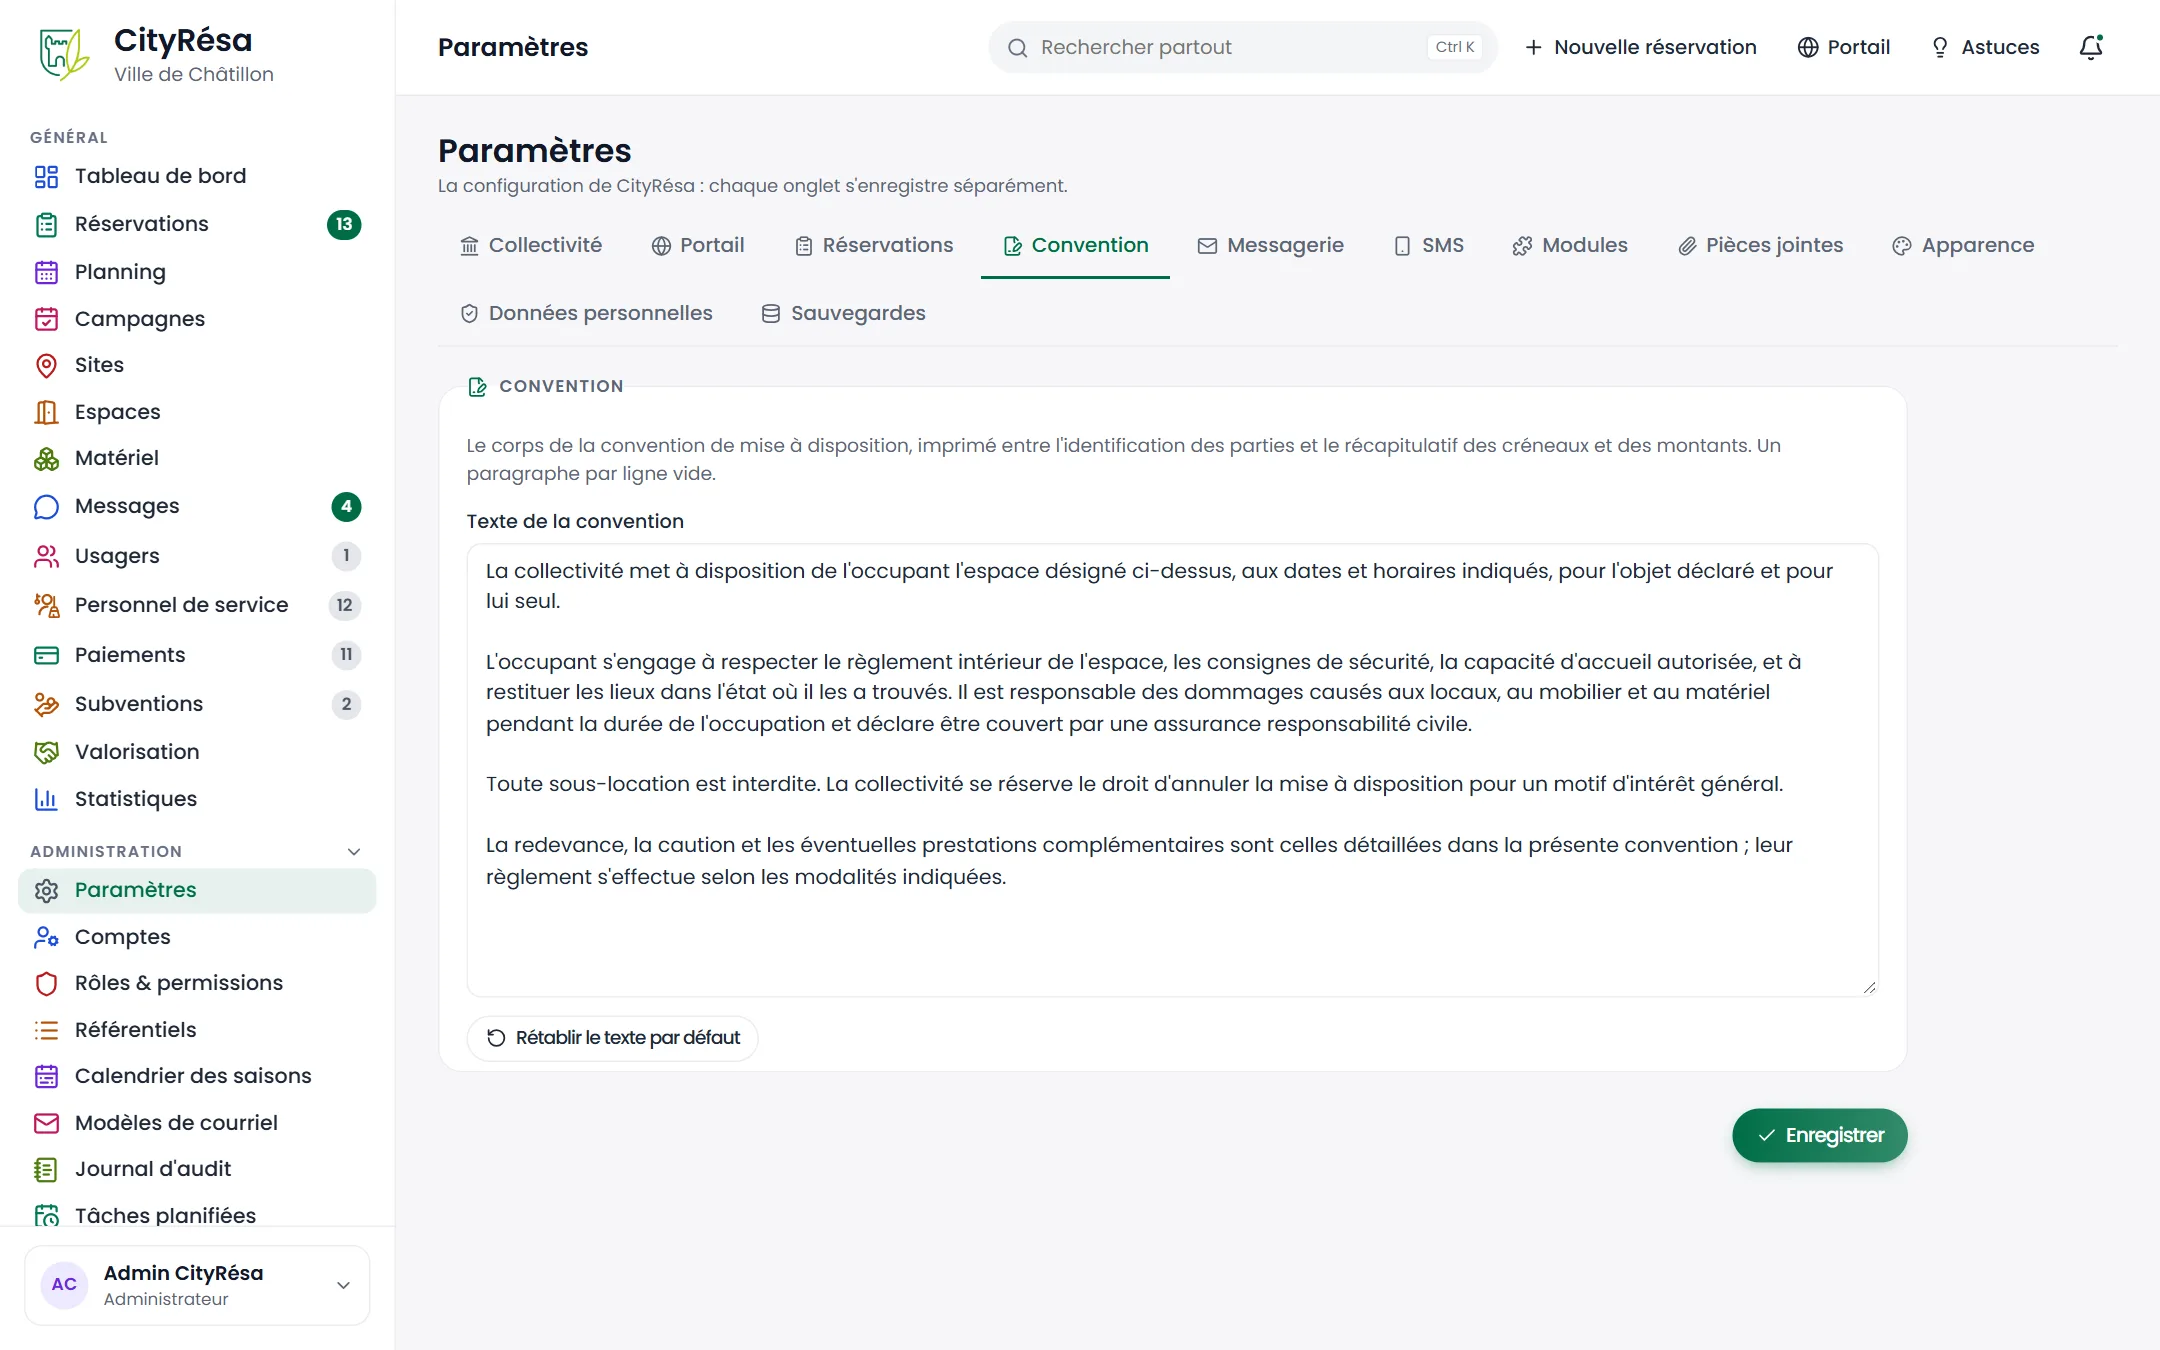 CityRésa
Ville de Châtillon
GÉNÉRAL
Tableau de bord
Réservations 13
Planning
Campagnes
Sites
Espaces
Matériel
Messages 4
Usagers 1
Personnel de service 12
Paiements 11
Subventions 2
Valorisation
Statistiques
ADMINISTRATION
Paramètres
Comptes
Rôles & permissions
Référentiels
Calendrier des saisons
Modèles de courriel
Journal d'audit
Tâches planifiées
AC
Admin CityRésa
Administrateur
Paramètres
Rechercher partout
Ctrl K
Nouvelle réservation
Portail
Astuces
Paramètres
La configuration de CityRésa : chaque onglet s'enregistre séparément.
Collectivité Portail Réservations Convention Messagerie SMS Modules Pièces jointes Apparence
Données personnelles Sauvegardes
CONVENTION
Le corps de la convention de mise à disposition, imprimé entre l'identification des parties et le récapitulatif des créneaux et des montants. Un
paragraphe par ligne vide.
Texte de la convention
La collectivité met à disposition de l'occupant l'espace désigné ci-dessus, aux dates et horaires indiqués, pour l'objet déclaré et pour
lui seul.
L'occupant s'engage à respecter le règlement intérieur de l'espace, les consignes de sécurité, la capacité d'accueil autorisée, et à
restituer les lieux dans l'état où il les a trouvés. Il est responsable des dommages causés aux locaux, au mobilier et au matériel
pendant la durée de l'occupation et déclare être couvert par une assurance responsabilité civile.
Toute sous-location est interdite. La collectivité se réserve le droit d'annuler la mise à disposition pour un motif d'intérêt général.
La redevance, la caution et les éventuelles prestations complémentaires sont celles détaillées dans la présente convention ; leur
règlement s'effectue selon les modalités indiquées.
Rétablir le texte par défaut
Enregistrer